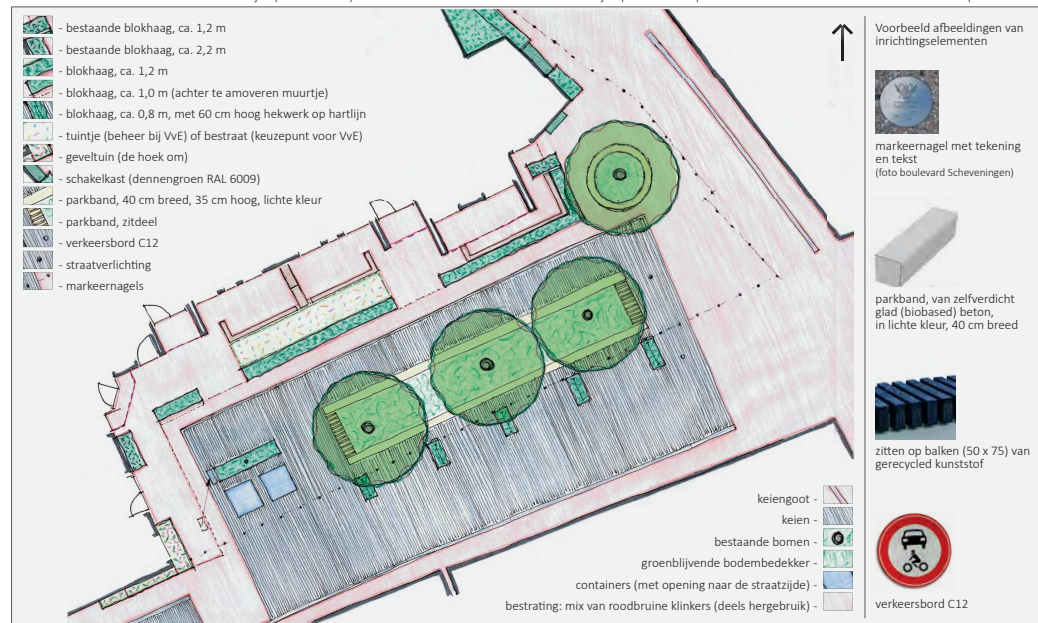 - bestaande blokhaag, ca. 1,2 m
- bestaande blokhaag, ca. 2,2 m
- blokhaag, ca. 1,2 m
- blokhaag, ca. 1,0 m (achter te amoveren muurtje)
- blokhaag, ca. 0,8 m, met 60 cm hoog hekwerk op hartlijn
- tuintje (beheer bij VvE) of bestraat (keuzepunt voor VvE)
- geveltuin (de hoek om)
- schakelkast (dennengroen RAL 6009)
- parkband, 40 cm breed, 35 cm hoog, lichte kleur
- parkband, zitdeel
- verkeersbord C12
- straatverlichting
- markeernagels
keiengoot -
keien -
bestaande bomen -
groenblijvende bodembedekker -
containers (met opening naar de straatzijde) -
bestrating: mix van roodbruine klinkers (deels hergebruik) -
Voorbeeld afbeeldingen van
inrichtingselementen
markeernagel met tekening
en tekst
(foto boulevard Scheveningen)
parkband, van zelfverdicht
glad (biobased) beton,
in lichte kleur, 40 cm breed
zitten op balken (50 x 75) van
gerecycled kunststof
verkeersbord C12